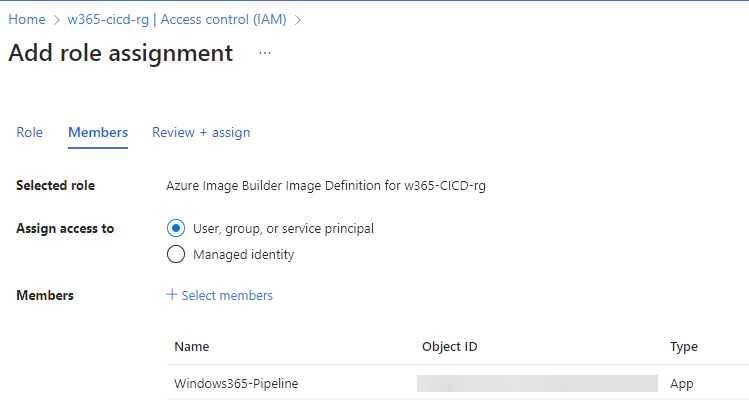 Home > w365-cicd-rg | Access control (IAM) >
Add role assignment ...
Role Members Review + assign
Selected role Azure Image Builder Image Definition for w365-CICD-rg
Assign access to User, group, or service principal
Managed identity
Members + Select members
Name Object ID Type
Windows365-Pipeline App